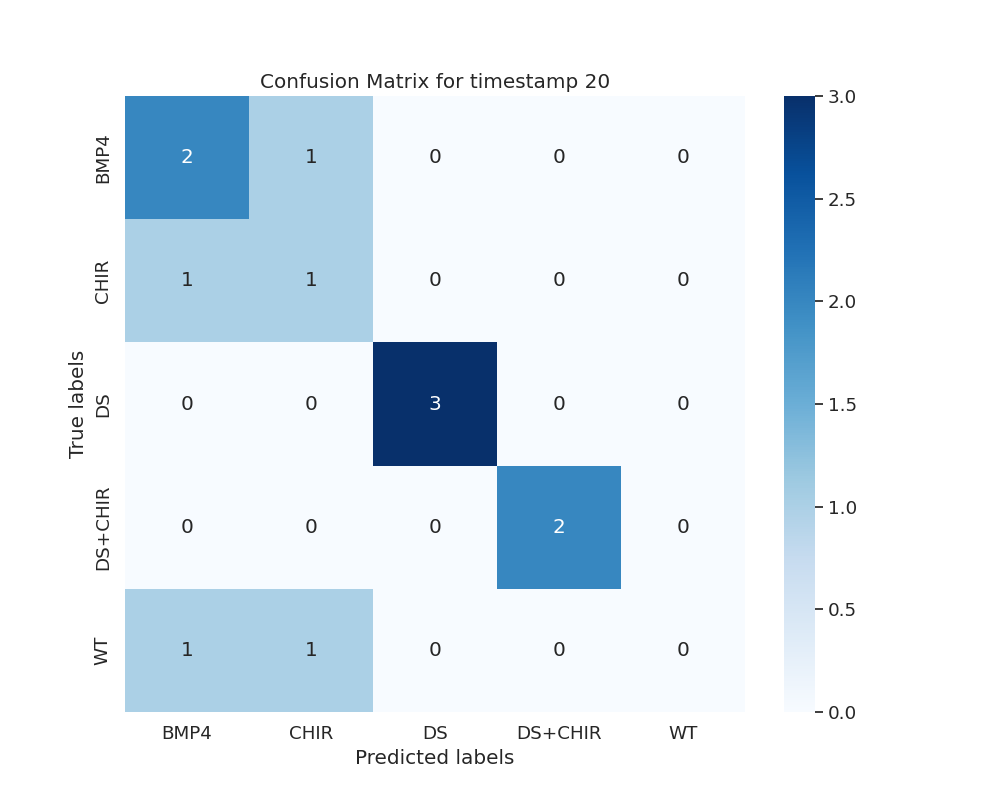 Confusion Matrix for timestamp 20
True labels
BMP4 2 1 0 0 0
CHIR 1 1 0 0 0
DS 0 0 3 0 0
DS+CHIR 0 0 0 2 0
WT 1 1 0 0 0
BMP4 CHIR DS DS+CHIR WT
Predicted labels
3.0
2.5
2.0
1.5
1.0
0.5
0.0